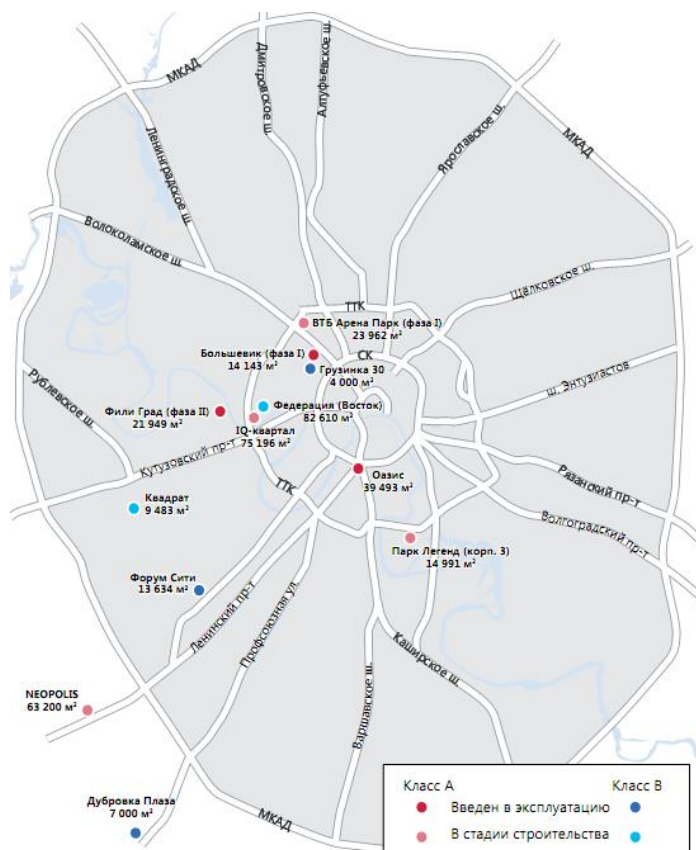 МКАД
Дмитровское ш.
Алтуфьевское ш.
Ярославское ш.
МКАД
Ленинградское ш.
Волоколамское ш.
Щёлковское ш.
ТТК
ВТБ Арена Парк (фаза I)
23 962 м²
СК
Большевик (фаза I)
14 143 м²
Грузинка 30
4 000 м²
ш. Энтузиастов
Рублевское ш.
Фили Град (фаза II)
21 949 м²
Федерация (Восток)
82 610 м²
IQ-квартал
75 196 м²
Кутузовский пр-т
Оазис
39 493 м²
Рязанский пр-т
ТТК
Квадрат
9 483 м²
Волгоградский пр-т
Парк Легенд (корп. 3)
14 991 м²
Форум Сити
13 634 м²
Ленинский пр-т
Профсоюзная ул.
Каширское ш.
Варшавское ш.
NEOPOLIS
63 200 м²
Дубровка Плаза
7 000 м²
МКАД
Класс А
Класс В
Введен в эксплуатацию
В стадии строительства